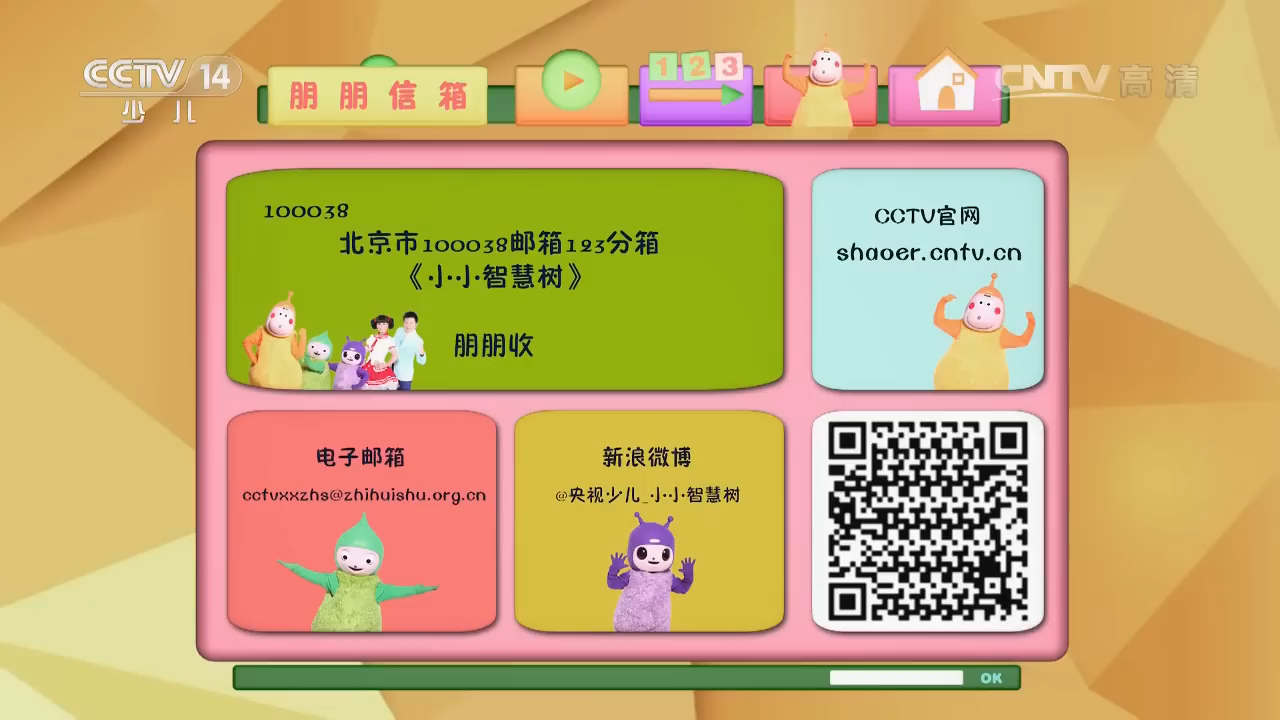 CCTV 14
少儿
朋朋信箱
1 2 3
CNTV 高清
100038
北京市100038邮箱123分箱
《小小智慧树》
朋朋收
CCTV官网
shaoer.cntv.cn
电子邮箱
cctvxxzhs@zhihuishu.org.cn
新浪微博
@央视少儿_小小智慧树
OK